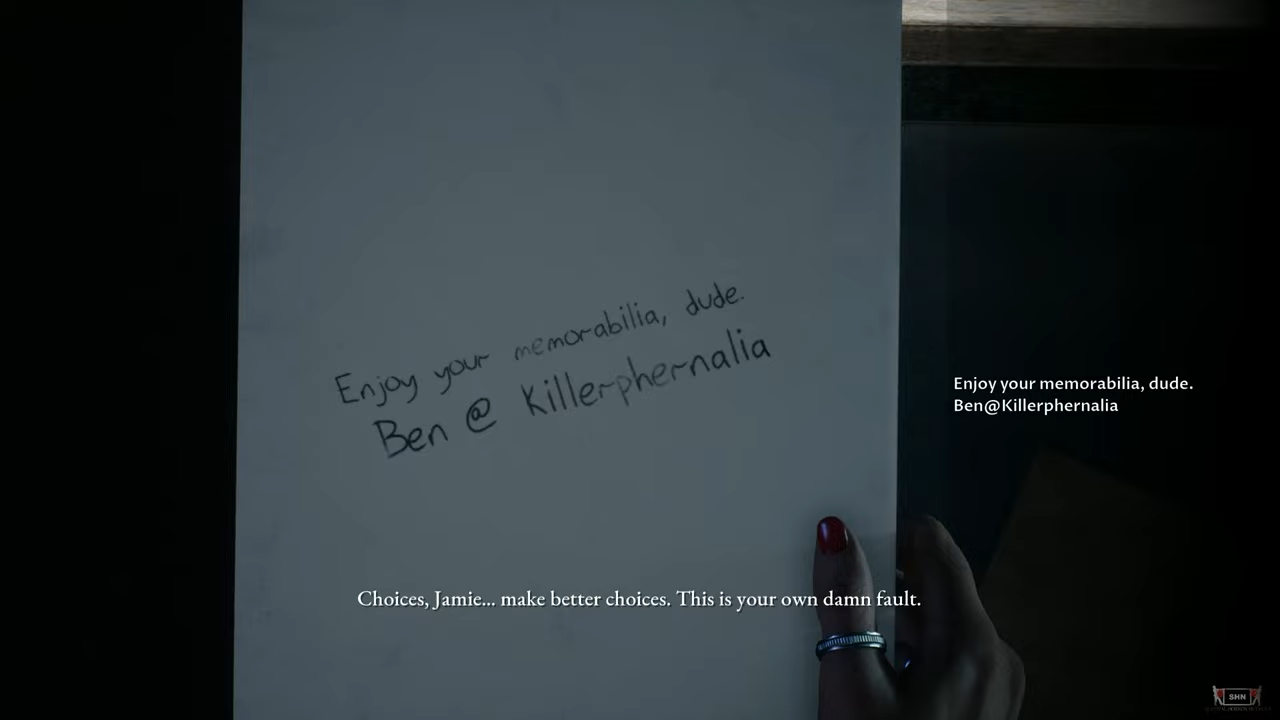 Enjoy your memorabilia, dude.
Ben @ Killerphernalia
Enjoy your memorabilia, dude.
Ben@Killerphernalia
Choices, Jamie... make better choices. This is your own damn fault.
SHN